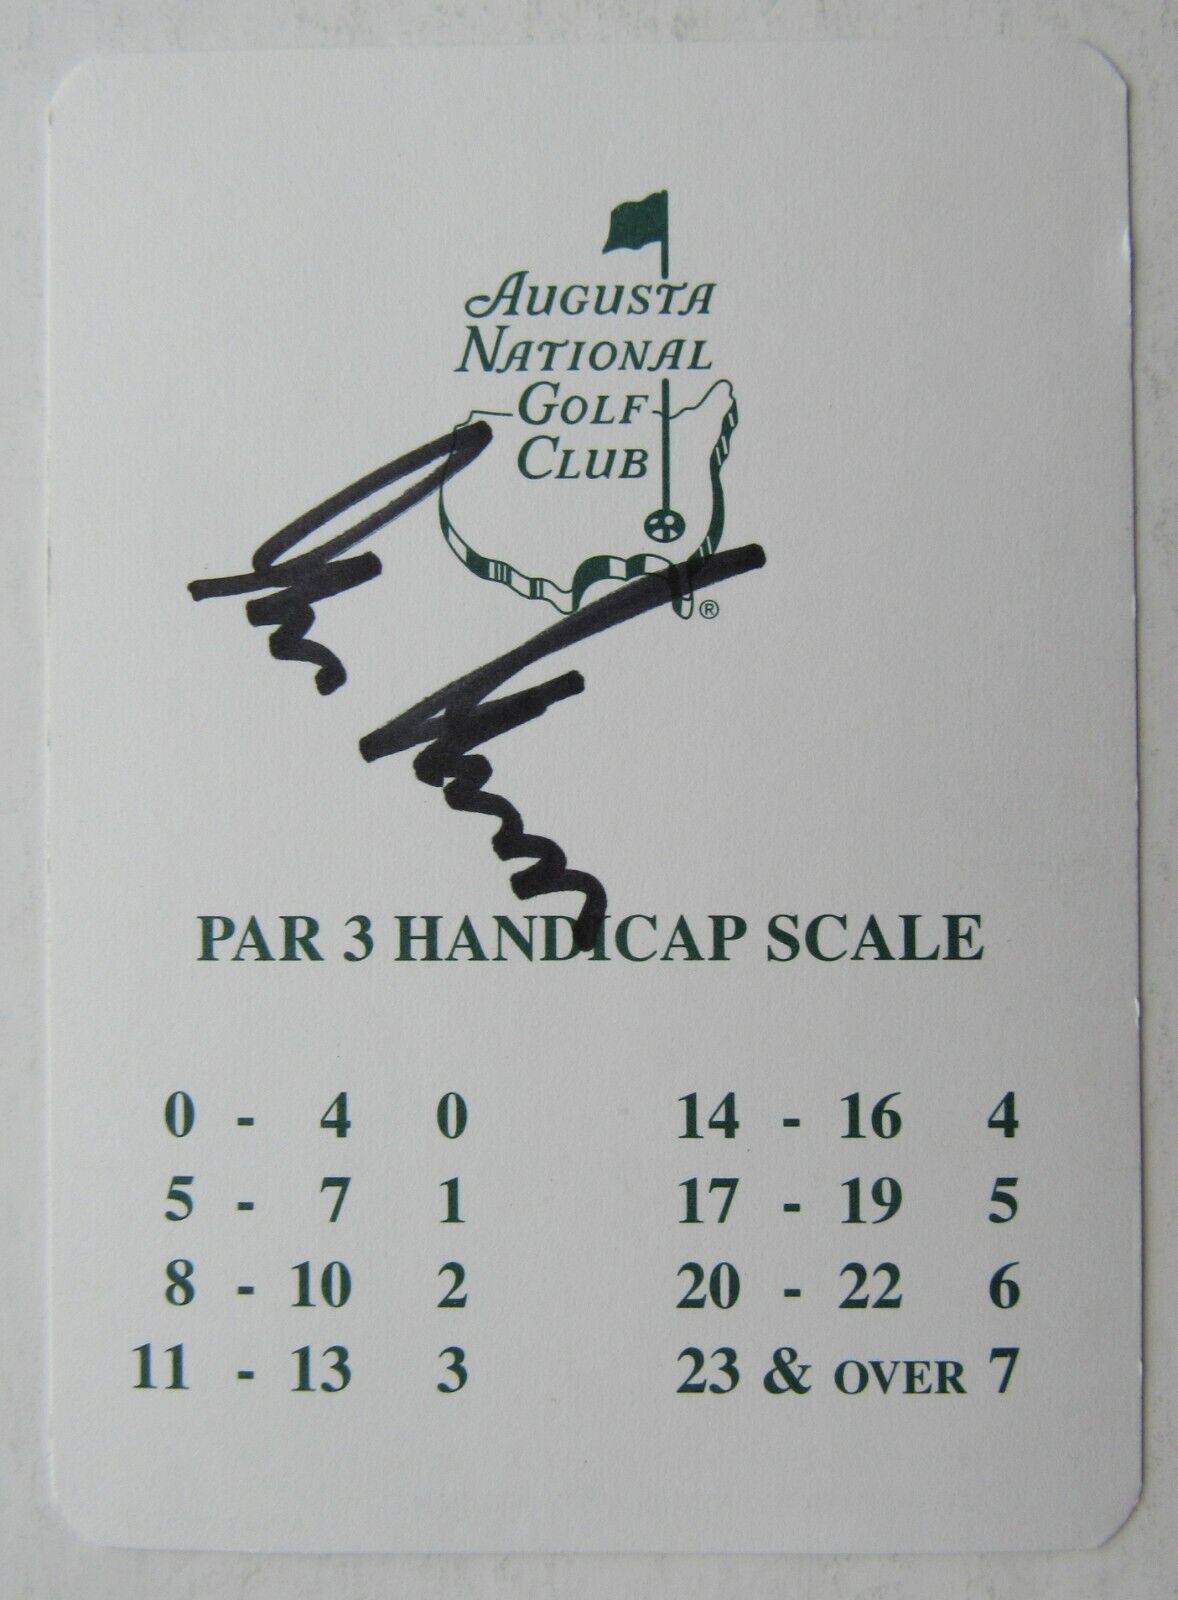 AUGUSTA
NATIONAL
GOLF
CLUB
®
PAR 3 HANDICAP SCALE
0 - 4 0 14 - 16 4
5 - 7 1 17 - 19 5
8 - 10 2 20 - 22 6
11 - 13 3 23 & OVER 7